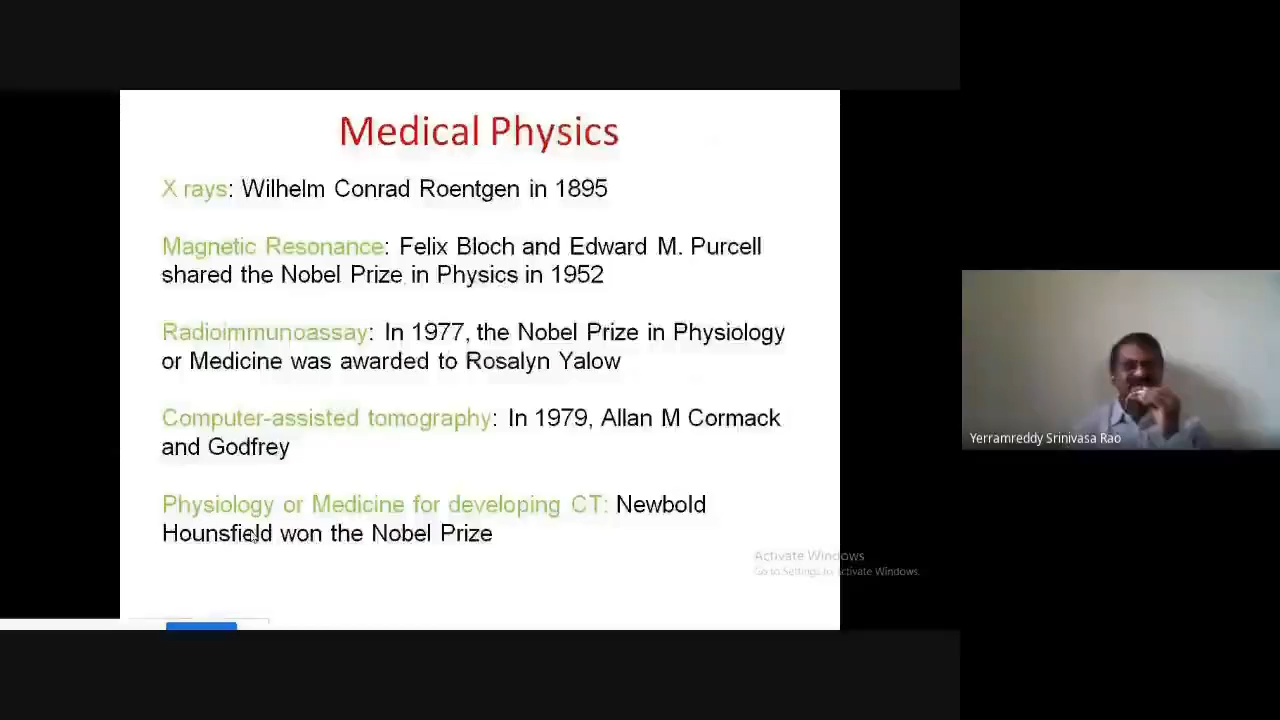 Medical Physics
X rays: Wilhelm Conrad Roentgen in 1895
Magnetic Resonance: Felix Bloch and Edward M. Purcell
shared the Nobel Prize in Physics in 1952
Radioimmunoassay: In 1977, the Nobel Prize in Physiology
or Medicine was awarded to Rosalyn Yalow
Computer-assisted tomography: In 1979, Allan M Cormack
and Godfrey
Physiology or Medicine for developing CT: Newbold
Hounsfield won the Nobel Prize
Activate Windows
Go to Settings to activate Windows.
Yerramreddy Srinivasa Rao